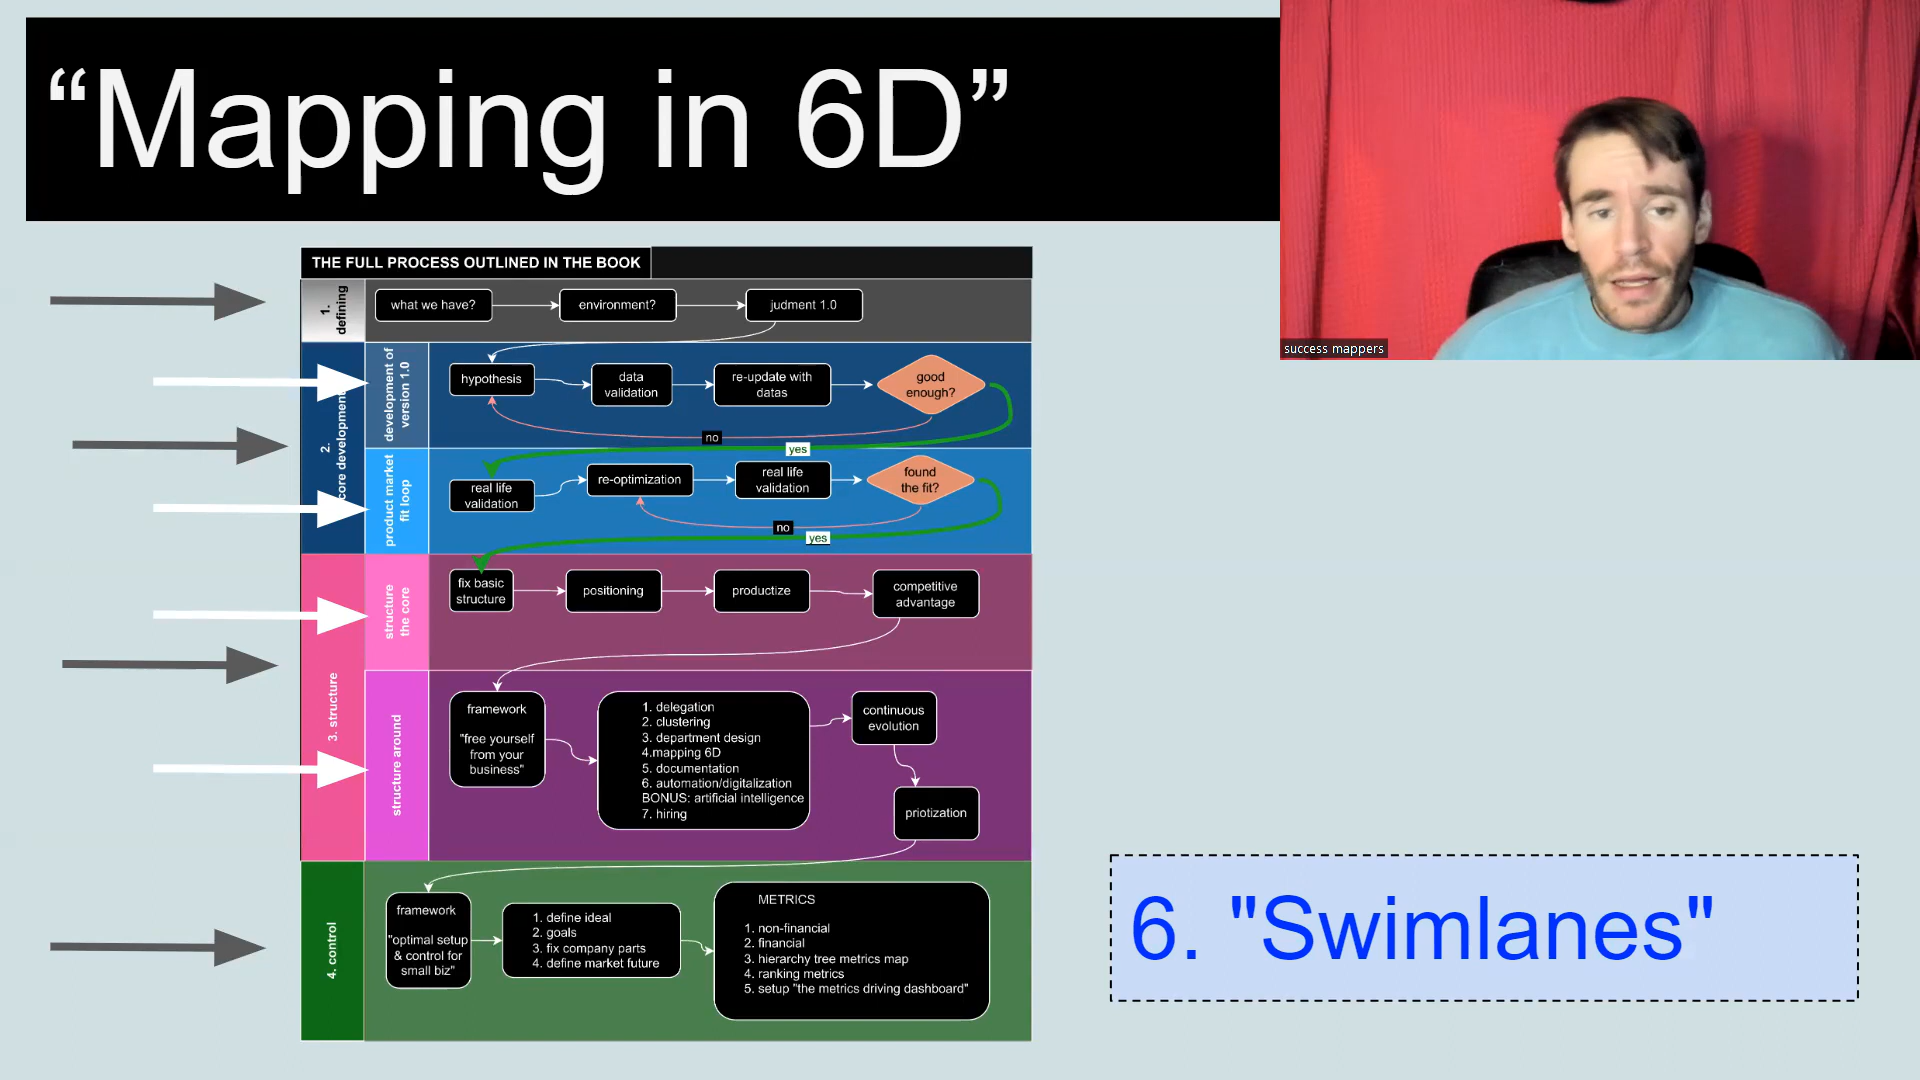 “Mapping in 6D”
success mappers
THE FULL PROCESS OUTLINED IN THE BOOK
1.
defining
what we have?
environment?
judment 1.0
2.
core development
development of
version 1.0
hypothesis
data
validation
re-update with
datas
good
enough?
no
yes
product market
fit loop
real life
validation
re-optimization
real life
validation
found
the fit?
no
yes
3. structure
structure
the core
fix basic
structure
positioning
productize
competitive
advantage
structure around
framework
"free yourself
from your
business"
1. delegation
2. clustering
3. department design
4.mapping 6D
5. documentation
6. automation/digitalization
BONUS: artificial intelligence
7. hiring
continuous
evolution
priotization
4. control
framework
"optimal setup
& control for
small biz"
1. define ideal
2. goals
3. fix company parts
4. define market future
METRICS
1. non-financial
2. financial
3. hierarchy tree metrics map
4. ranking metrics
5. setup "the metrics driving dashboard"
6. "Swimlanes"